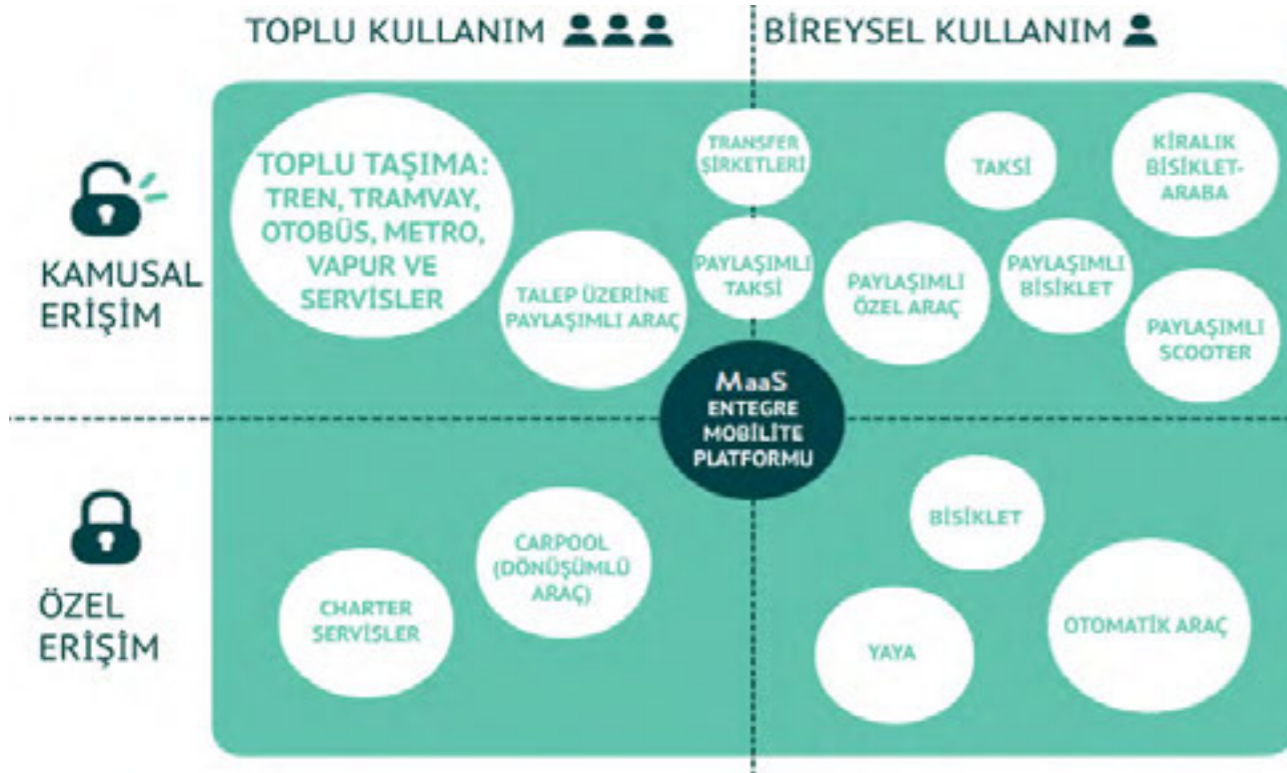 TOPLU KULLANIM
BİREYSEL KULLANIM
KAMUSAL
ERİŞİM
TOPLU TAŞIMA:
TREN, TRAMVAY,
OTOBÜS, METRO,
VAPUR VE
SERVİSLER
TALEP ÜZERİNE
PAYLAŞIMLI ARAÇ
TRANSFER
ŞİRKETLERİ
PAYLAŞIMLI
TAKSİ
TAKSİ
KİRALIK
BİSİKLET-
ARABA
PAYLAŞIMLI
ÖZEL ARAÇ
PAYLAŞIMLI
BİSİKLET
PAYLAŞIMLI
SCOOTER
MaaS
ENTEGRE
MOBİLİTE
PLATFORMU
ÖZEL
ERİŞİM
CHARTER
SERVİSLER
CARPOOL
(DÖNÜŞÜMLÜ
ARAÇ)
BİSİKLET
YAYA
OTOMATİK ARAÇ